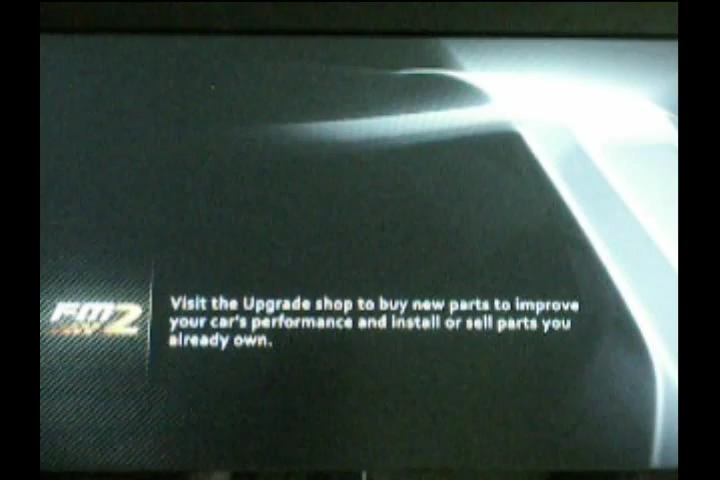 FM2
Visit the Upgrade shop to buy new parts to improve
your car's performance and install or sell parts you
already own.